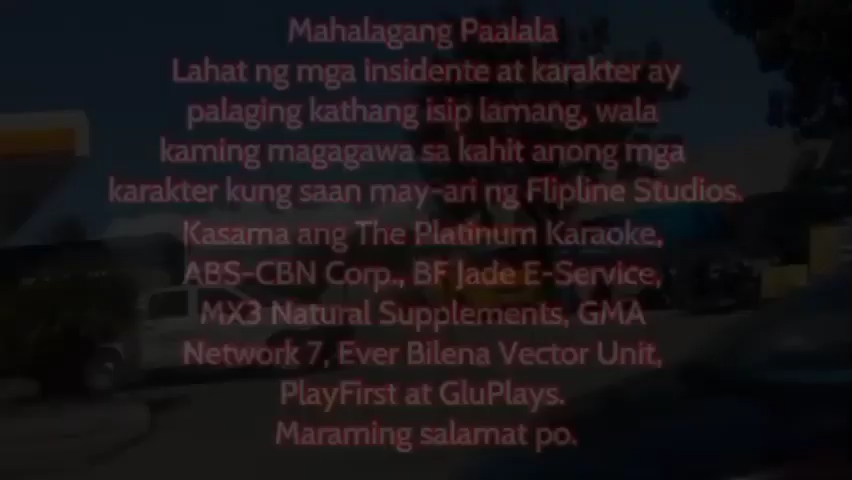 Mahalagang Paalala
Lahat ng mga insidente at karakter ay
palaging kathang isip lamang, wala
kaming magagawa sa kahit anong mga
karakter kung saan may-ari ng Flipline Studios.
Kasama ang The Platinum Karaoke,
ABS-CBN Corp., BF Jade E-Service,
MX3 Natural Supplements, GMA
Network 7, Ever Bilena Vector Unit,
PlayFirst at GluPlays.
Maraming salamat po.